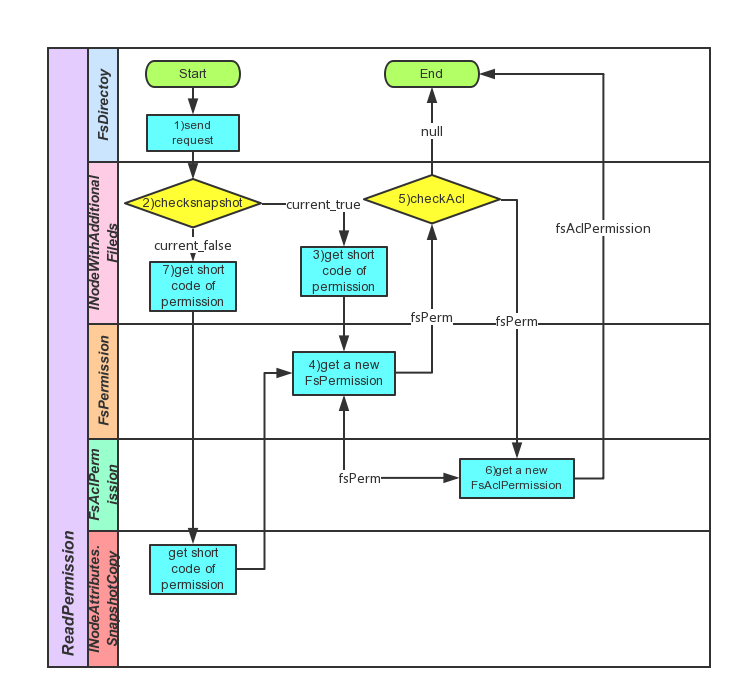 ReadPermission
FsDirectoy
Start
End
1)send
request
null
INodeWithAdditional
Fileds
2)checksnapshot
current_true
5)checkAcl
fsAclPermission
current_false
7)get short
code of
permission
3)get short
code of
permission
fsPerm
fsPerm
FsPermission
4)get a new
FsPermission
FsAclPerm
ission
fsPerm
6)get a new
FsAclPermission
INodeAttributes.
SnapshotCopy
get short
code of
permission